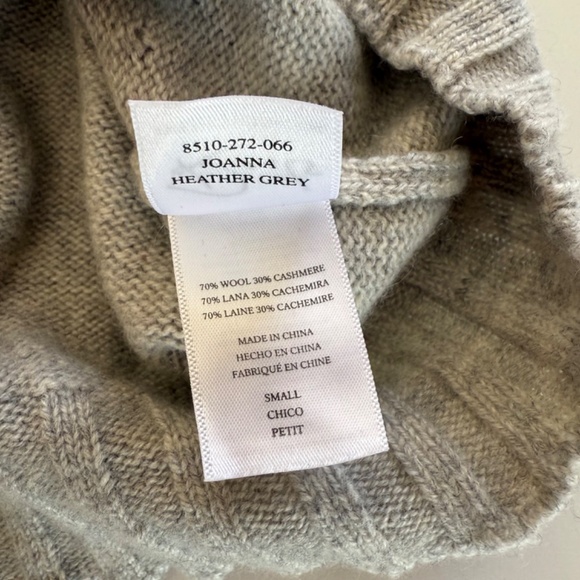 8510-272-066
JOANNA
HEATHER GREY
70% WOOL 30% CASHMERE
70% LANA 30% CACHEMIRA
70% LAINE 30% CACHEMIRE
MADE IN CHINA
HECHO EN CHINA
FABRIQUÉ EN CHINE
SMALL
CHICO
PETIT